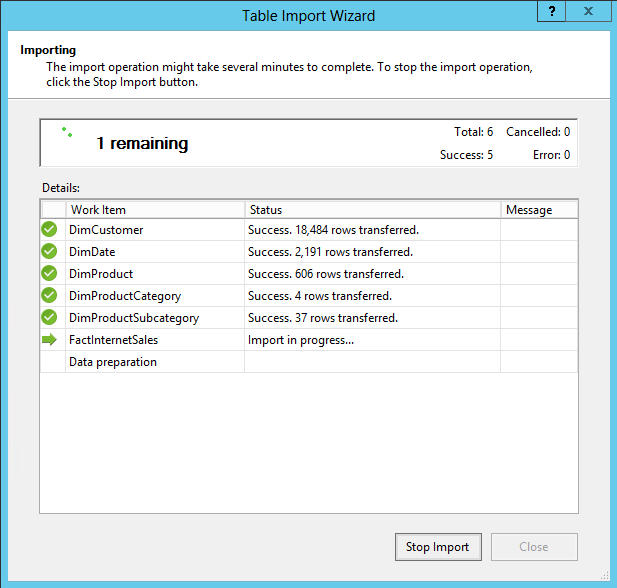 Table Import Wizard
? x
Importing
The import operation might take several minutes to complete. To stop the import operation,
click the Stop Import button.
1 remaining
Total: 6 Cancelled: 0
Success: 5 Error: 0
Details:
Work Item Status Message
DimCustomer Success. 18,484 rows transferred.
DimDate Success. 2,191 rows transferred.
DimProduct Success. 606 rows transferred.
DimProductCategory Success. 4 rows transferred.
DimProductSubcategory Success. 37 rows transferred.
FactInternetSales Import in progress...
Data preparation
Stop Import Close